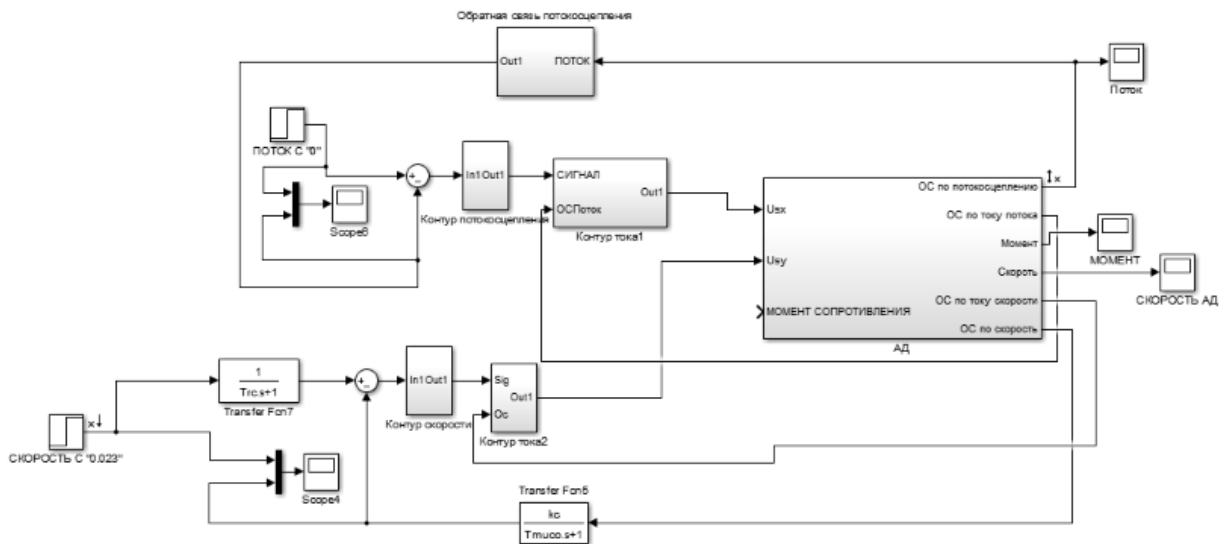 Обратная связь потокосцепления
Out1
ПОТОК
Поток
ПОТОК С "0"
Scope6
In1
Out1
Контур потокосцепления
СИГНАЛ
ОСПоток
Out1
Контур тока1
Usx
Usy
МОМЕНТ СОПРОТИВЛЕНИЯ
ОС по потокосцеплению
ОС по току потока
Момент
Скорость
ОС по току скорости
ОС по скорость
АД
x
МОМЕНТ
СКОРОСТЬ АД
1
Trc.s+1
Transfer Fcn7
x
СКОРОСТЬ С "0.023"
Scope4
In1
Out1
Контур скорости
Sig
Oc
Out1
Контур тока2
Transfer Fcn5
kc
Tmuco.s+1